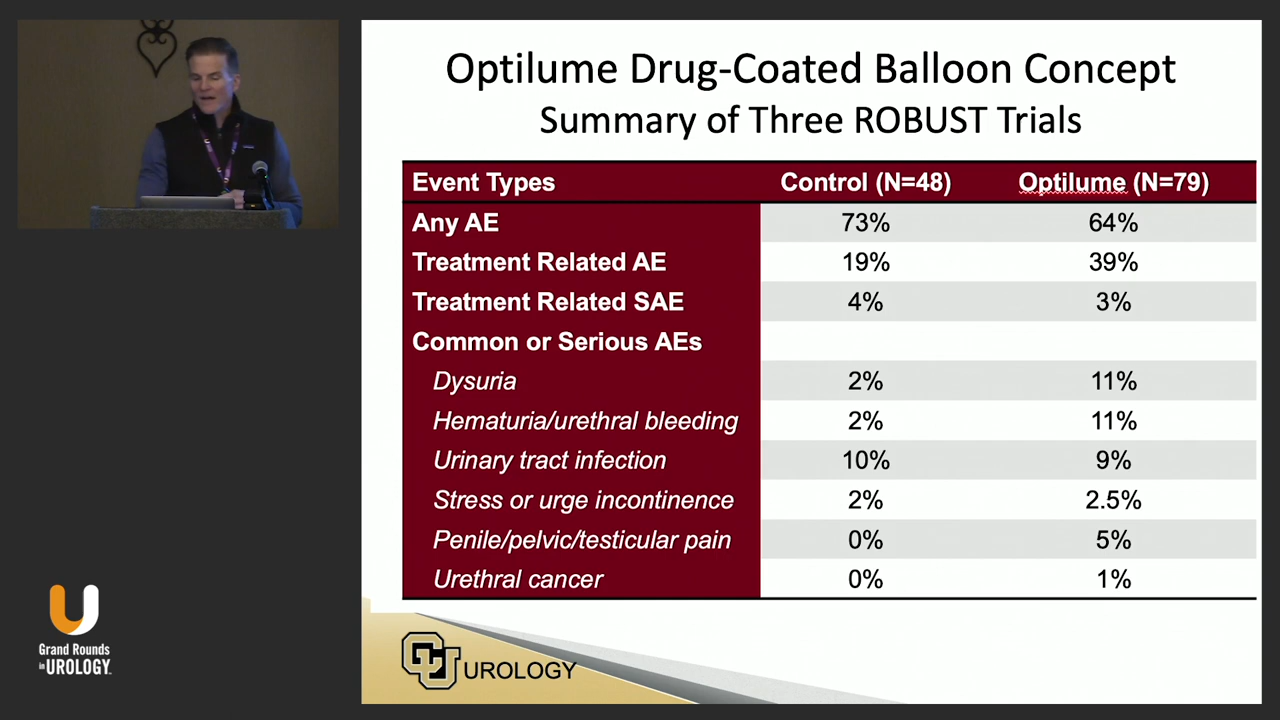 Optilume Drug-Coated Balloon Concept
Summary of Three ROBUST Trials
Event Types Control (N=48) Optilume (N=79)
Any AE 73% 64%
Treatment Related AE 19% 39%
Treatment Related SAE 4% 3%
Common or Serious AEs
Dysuria 2% 11%
Hematuria/urethral bleeding 2% 11%
Urinary tract infection 10% 9%
Stress or urge incontinence 2% 2.5%
Penile/pelvic/testicular pain 0% 5%
Urethral cancer 0% 1%
Grand Rounds
in UROLOGY
CU UROLOGY